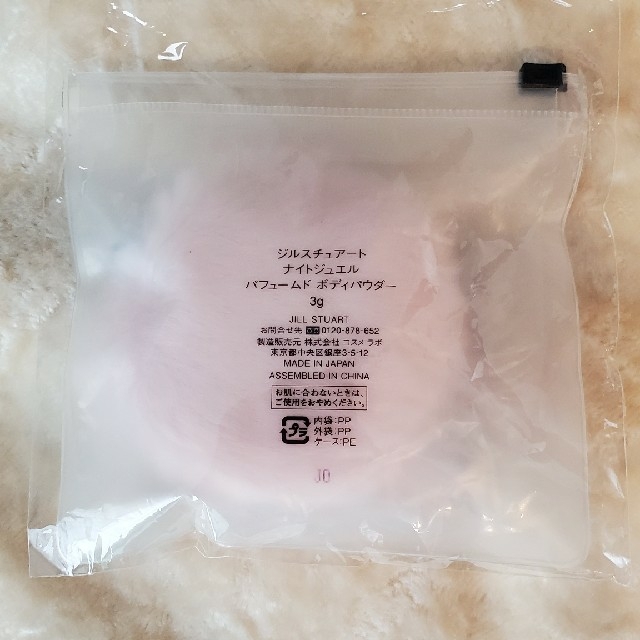 ジルスチュアート
ナイトジュエル
パフュームド ボディパウダー
3g
JILL STUART
お問合せ先 0120-878-652
製造販売元 株式会社 コスメ ラボ
東京都中央区銀座3-5-12
MADE IN JAPAN
ASSEMBLED IN CHINA
お肌に合わないときは、
ご使用をおやめください。
プラ
内袋:PP
外袋:PP
ケース:PE
J0